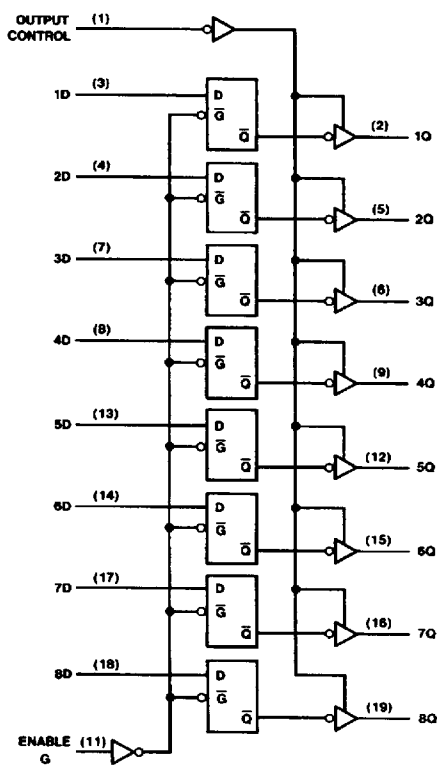 OUTPUT (1)
CONTROL
1D (3) D
G̅
Q̅ (2) 1Q
2D (4) D
G̅
Q̅ (5) 2Q
3D (7) D
G̅
Q̅ (6) 3Q
4D (8) D
G̅
Q̅ (9) 4Q
5D (13) D
G̅
Q̅ (12) 5Q
6D (14) D
G̅
Q̅ (15) 6Q
7D (17) D
G̅
Q̅ (16) 7Q
8D (18) D
G̅
Q̅ (19) 8Q
ENABLE (11)
G